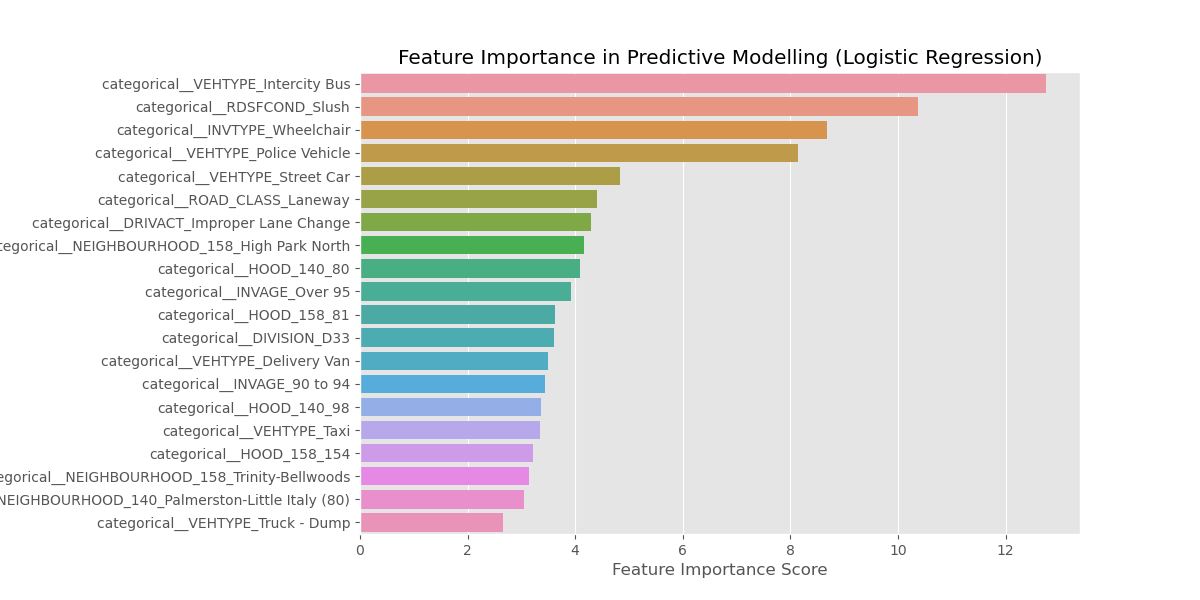 Feature Importance in Predictive Modelling (Logistic Regression)
categorical__VEHTYPE_Intercity Bus
categorical__RDSFCOND_Slush
categorical__INVTYPE_Wheelchair
categorical__VEHTYPE_Police Vehicle
categorical__VEHTYPE_Street Car
categorical__ROAD_CLASS_Laneway
categorical__DRIVACT_Improper Lane Change
tegorical__NEIGHBOURHOOD_158_High Park North
categorical__HOOD_140_80
categorical__INVAGE_Over 95
categorical__HOOD_158_81
categorical__DIVISION_D33
categorical__VEHTYPE_Delivery Van
categorical__INVAGE_90 to 94
categorical__HOOD_140_98
categorical__VEHTYPE_Taxi
categorical__HOOD_158_154
egorical__NEIGHBOURHOOD_158_Trinity-Bellwoods
NEIGHBOURHOOD_140_Palmerston-Little Italy (80)
categorical__VEHTYPE_Truck - Dump
0 2 4 6 8 10 12
Feature Importance Score